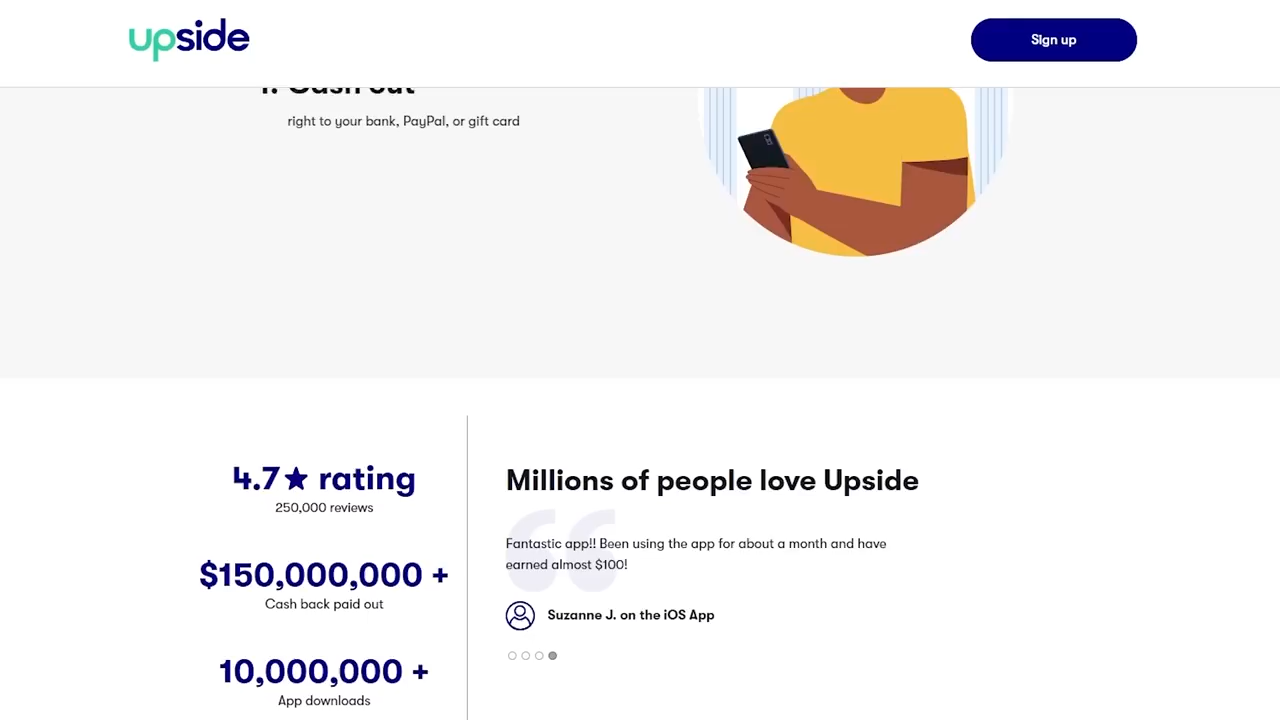 upside
Sign up
right to your bank, PayPal, or gift card
4.7★ rating
250,000 reviews
$150,000,000 +
Cash back paid out
10,000,000 +
App downloads
Millions of people love Upside
Fantastic app!! Been using the app for about a month and have
earned almost $100!
Suzanne J. on the iOS App